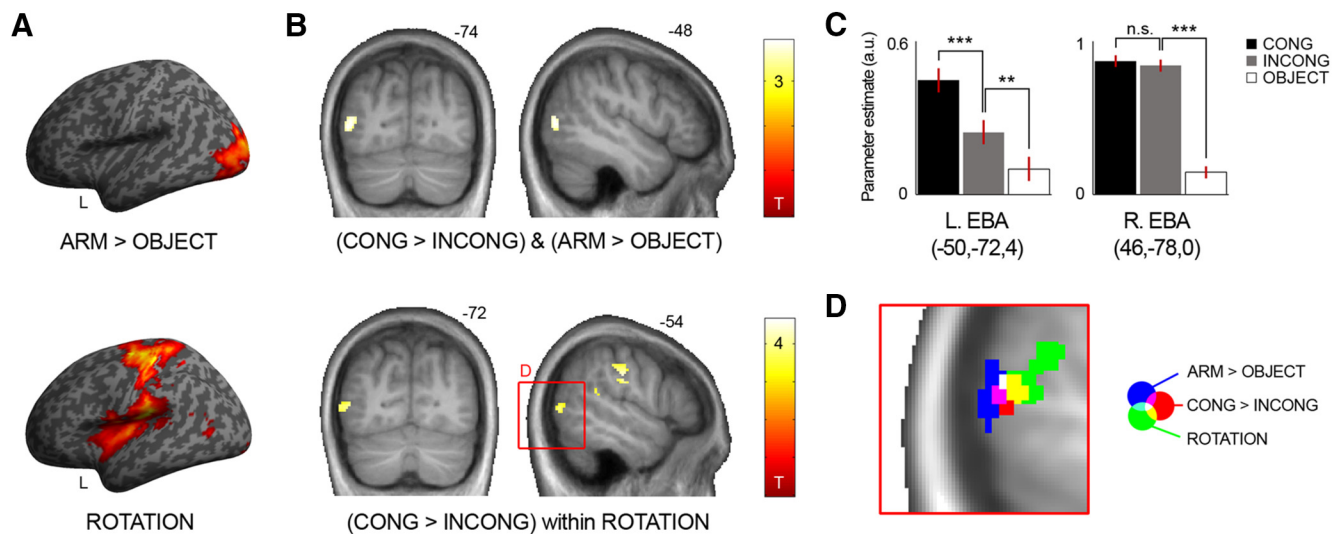 A
L
ARM > OBJECT
L
ROTATION
B
-74
-48
3
T
(CONG > INCONG) & (ARM > OBJECT)
-72
-54
D
4
T
(CONG > INCONG) within ROTATION
C
Parameter estimate (a.u.)
0.6
0
***
**
L. EBA
(-50,-72,4)
1
0
n.s.
***
R. EBA
(46,-78,0)
CONG
INCONG
OBJECT
D
ARM > OBJECT
CONG > INCONG
ROTATION